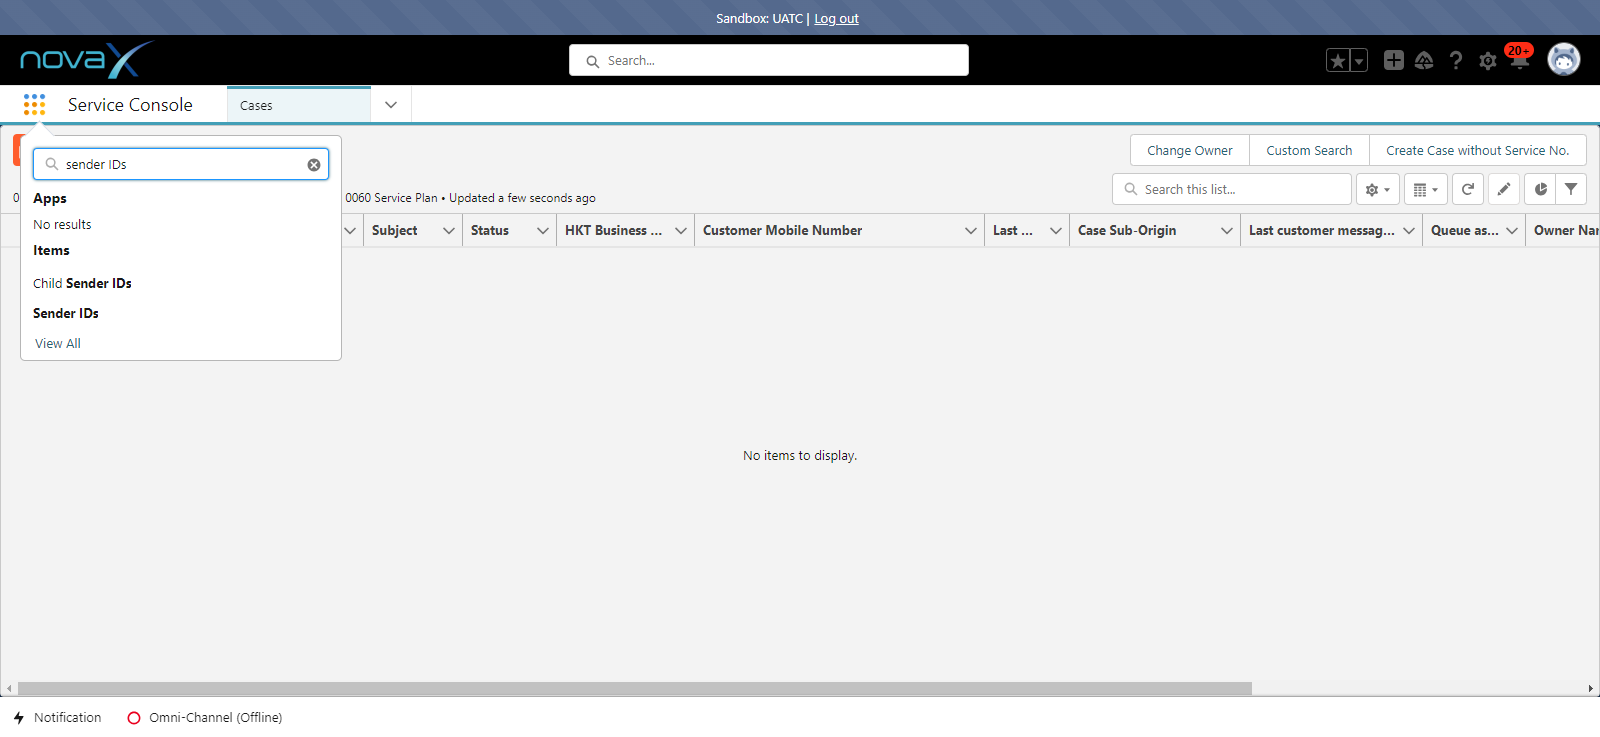 Sandbox: UATC | Log out
novaX
Search...
20+
Service Console
Cases
sender IDs
Apps
No results
Items
Child Sender IDs
Sender IDs
View All
Change Owner
Custom Search
Create Case without Service No.
0060 Service Plan • Updated a few seconds ago
Search this list...
Subject
Status
HKT Business ...
Customer Mobile Number
Last ...
Case Sub-Origin
Last customer messag...
Queue as...
Owner Nar
No items to display.
Notification
Omni-Channel (Offline)